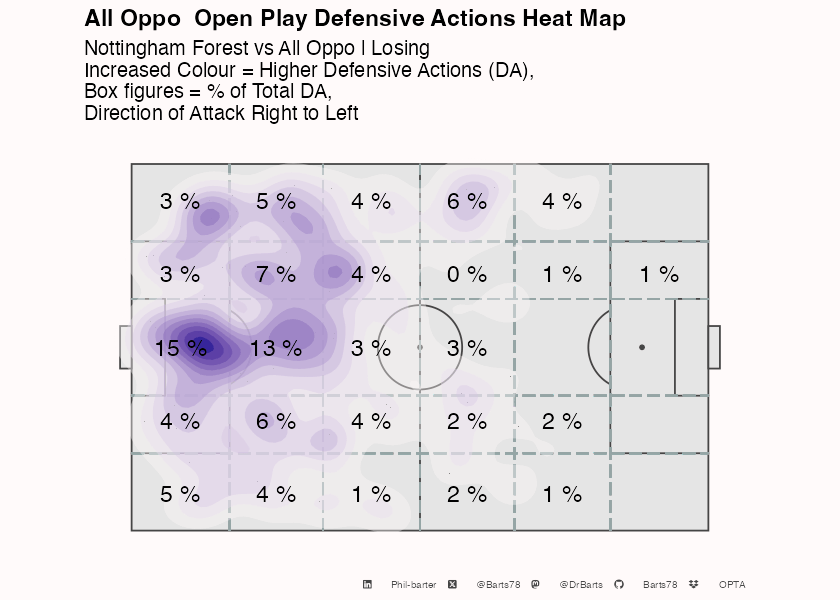 All Oppo  Open Play Defensive Actions Heat Map
Nottingham Forest vs All Oppo | Losing
Increased Colour = Higher Defensive Actions (DA),
Box figures = % of Total DA,
Direction of Attack Right to Left
3 % 5 % 4 % 6 % 4 %
3 % 7 % 4 % 0 % 1 % 1 %
15 % 13 % 3 % 3 %
4 % 6 % 4 % 2 % 2 %
5 % 4 % 1 % 2 % 1 %
Phil-barter @Barts78 @DrBarts Barts78 OPTA